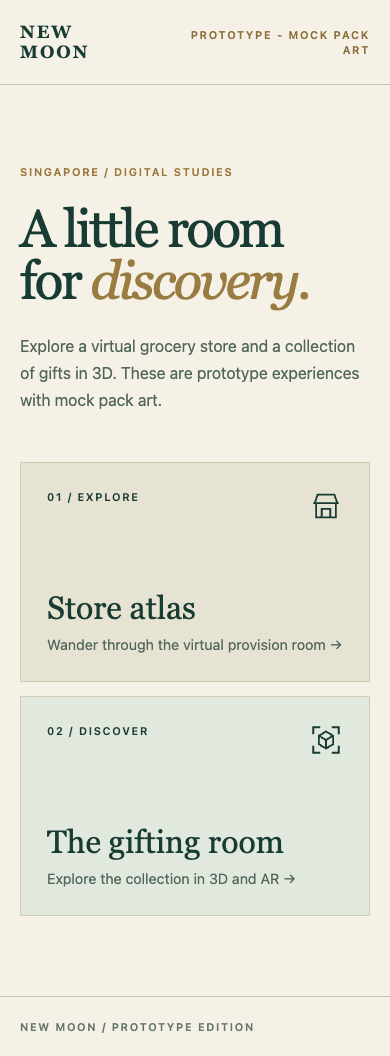 NEW
MOON
PROTOTYPE - MOCK PACK
ART
SINGAPORE / DIGITAL STUDIES
A little room
for discovery.
Explore a virtual grocery store and a collection
of gifts in 3D. These are prototype experiences
with mock pack art.
01 / EXPLORE
Store atlas
Wander through the virtual provision room →
02 / DISCOVER
The gifting room
Explore the collection in 3D and AR →
NEW MOON / PROTOTYPE EDITION